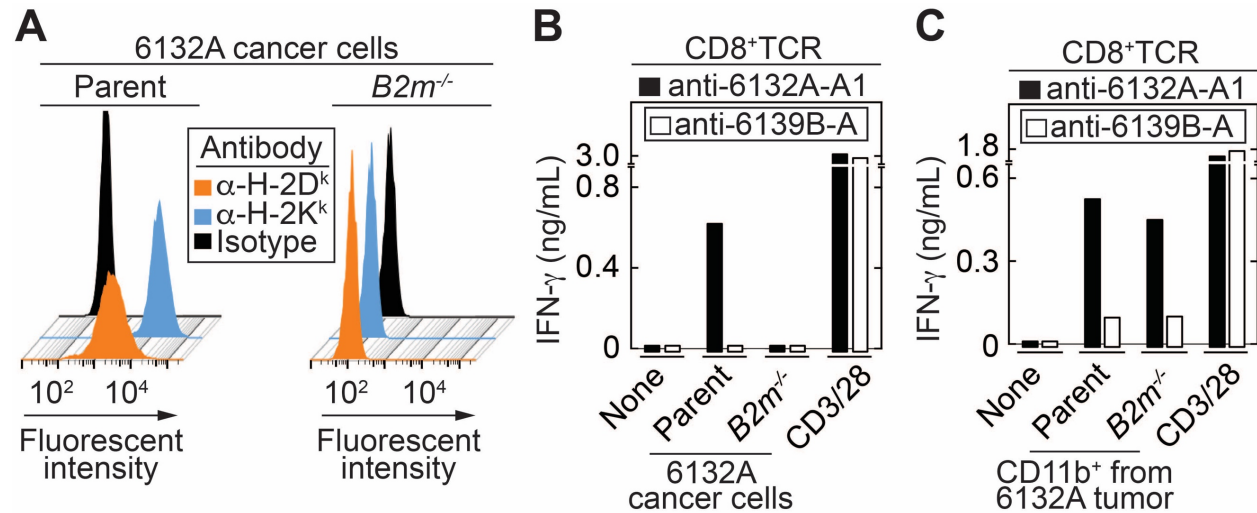 A
6132A cancer cells
Parent
B2m-/-
Antibody
α-H-2Dᵏ
α-H-2Kᵏ
Isotype
10² 10⁴
10² 10⁴
Fluorescent
intensity
Fluorescent
intensity
B
CD8⁺TCR
anti-6132A-A1
anti-6139B-A
IFN-γ (ng/mL)
3.0
0.8
0.4
0
None
Parent
B2m-/-
CD3/28
6132A
cancer cells
C
CD8⁺TCR
anti-6132A-A1
anti-6139B-A
IFN-γ (ng/mL)
1.8
0.6
0.3
0
None
Parent
B2m-/-
CD3/28
CD11b⁺ from
6132A tumor